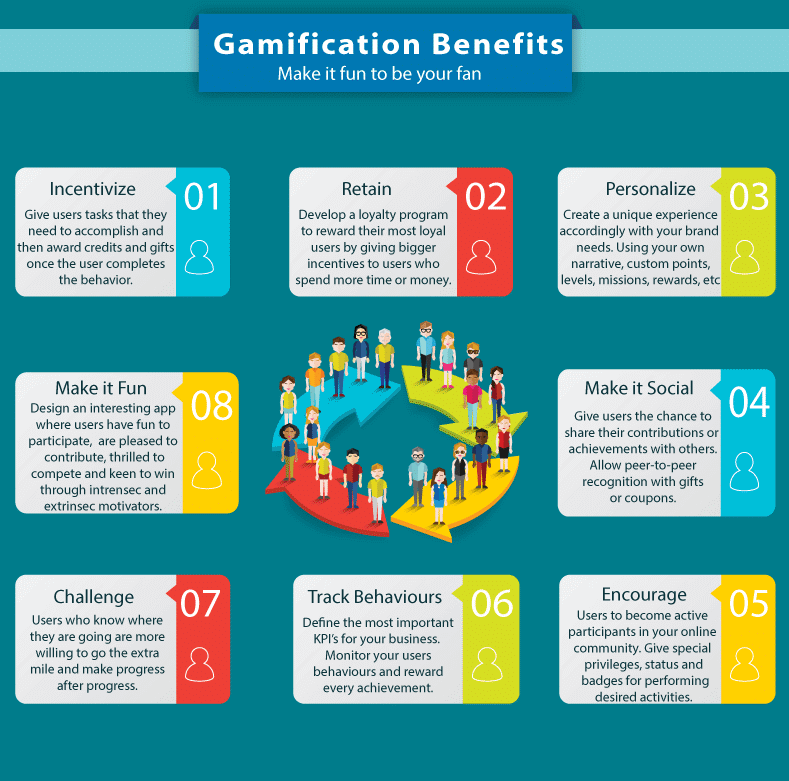 Gamification Benefits
Make it fun to be your fan
Incentivize
01
Give users tasks that they
need to accomplish and
then award credits and gifts
once the user completes
the behavior.
Retain
02
Develop a loyalty program
to reward their most loyal
users by giving bigger
incentives to users who
spend more time or money.
Personalize
03
Create a unique experience
accordingly with your brand
needs. Using your own
narrative, custom points,
levels, missions, rewards, etc
Make it Social
04
Give users the chance to
share their contributions or
achievements with others.
Allow peer-to-peer
recognition with gifts
or coupons.
Encourage
05
Users to become active
participants in your online
community. Give special
privileges, status and
badges for performing
desired activities.
Track Behaviours
06
Define the most important
KPI's for your business.
Monitor your users
behaviours and reward
every achievement.
Challenge
07
Users who know where
they are going are more
willing to go the extra
mile and make progress
after progress.
Make it Fun
08
Design an interesting app
where users have fun to
participate, are pleased to
contribute, thrilled to
compete and keen to win
through intrensec and
extrinsec motivators.